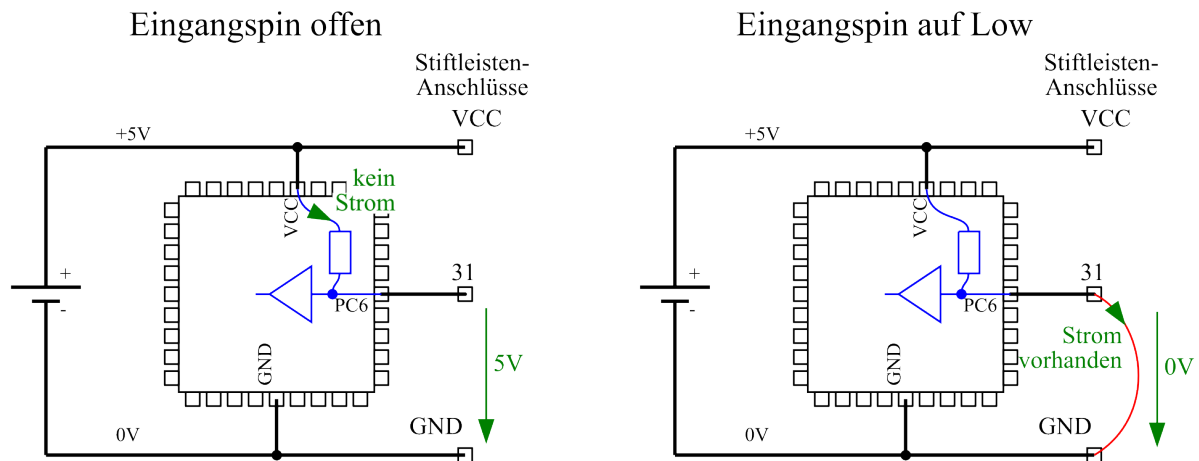 Eingangspin offen
Stiftleisten-
Anschlüsse
VCC
+5V
kein
Strom
VCC
+
-
31
PC6
5V
GND
GND
0V
Eingangspin auf Low
Stiftleisten-
Anschlüsse
VCC
+5V
VCC
+
-
31
PC6
Strom
vorhanden
0V
GND
GND
0V